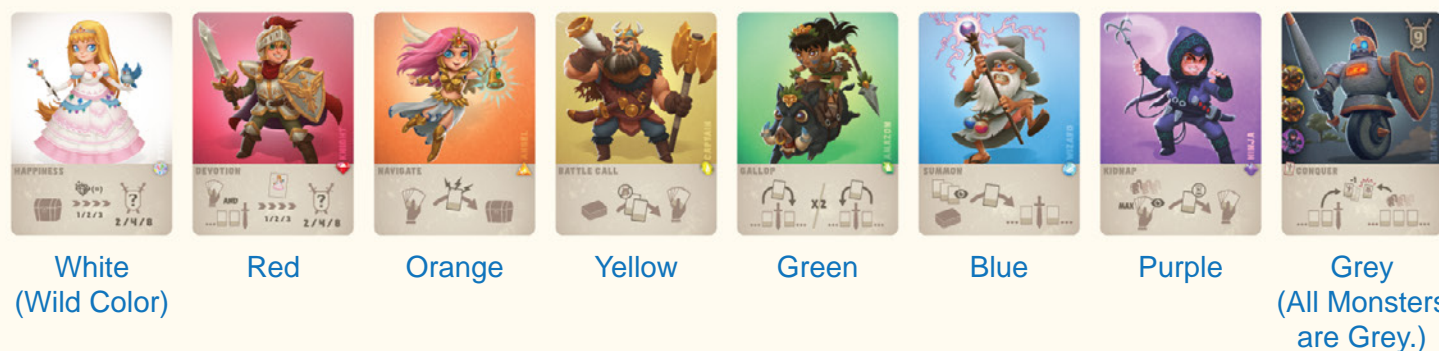 KNIGHT
ANGEL
CAPTAIN
AMAZON
WIZARD
NINJA
9
HAPPINESS
(=)
1/2/3
?
2/4/8
DEVOTION
AND
1/2/3
?
2/4/8
NAVIGATE
BATTLE CALL
GALLOP
X2
SUMMON
KIDNAP
MAX
CONQUER
White
(Wild Color)
Red
Orange
Yellow
Green
Blue
Purple
Grey
(All Monsters
are Grey.)